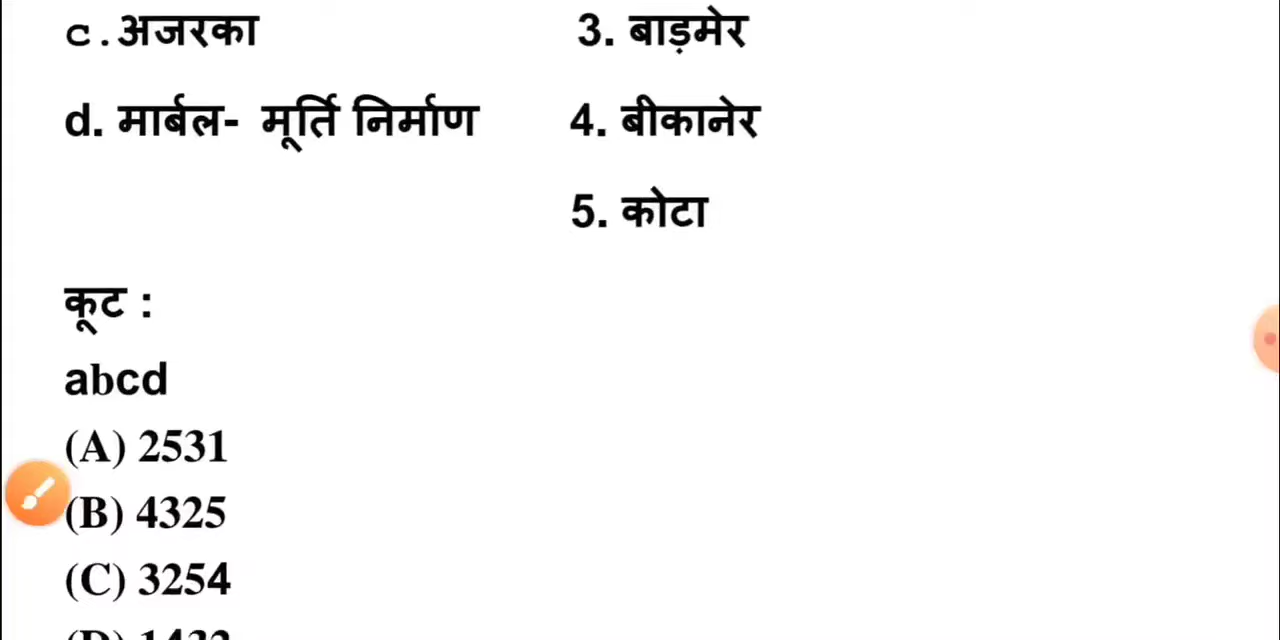 c.अजरका 3. बाड़मेर
d. मार्बल- मूर्ति निर्माण 4. बीकानेर
5. कोटा
कूट :
abcd
(A) 2531
(B) 4325
(C) 3254